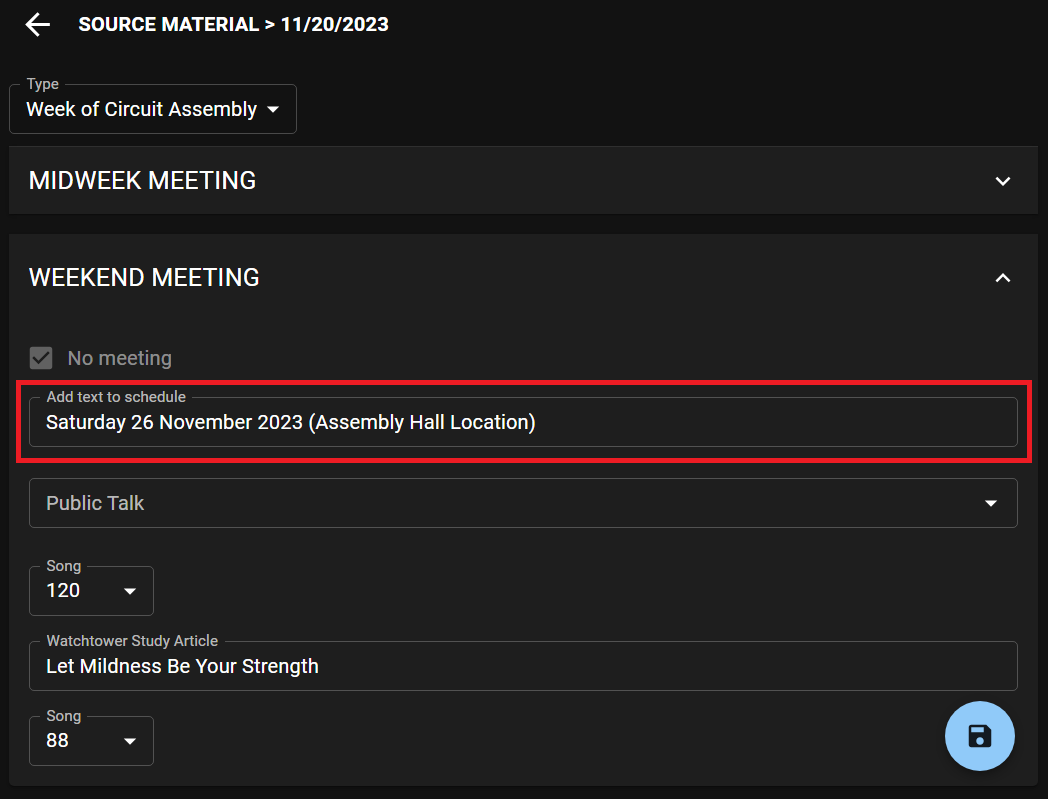 SOURCE MATERIAL > 11/20/2023
Type
Week of Circuit Assembly
MIDWEEK MEETING
WEEKEND MEETING
No meeting
Add text to schedule
Saturday 26 November 2023 (Assembly Hall Location)
Public Talk
Song
120
Watchtower Study Article
Let Mildness Be Your Strength
Song
88